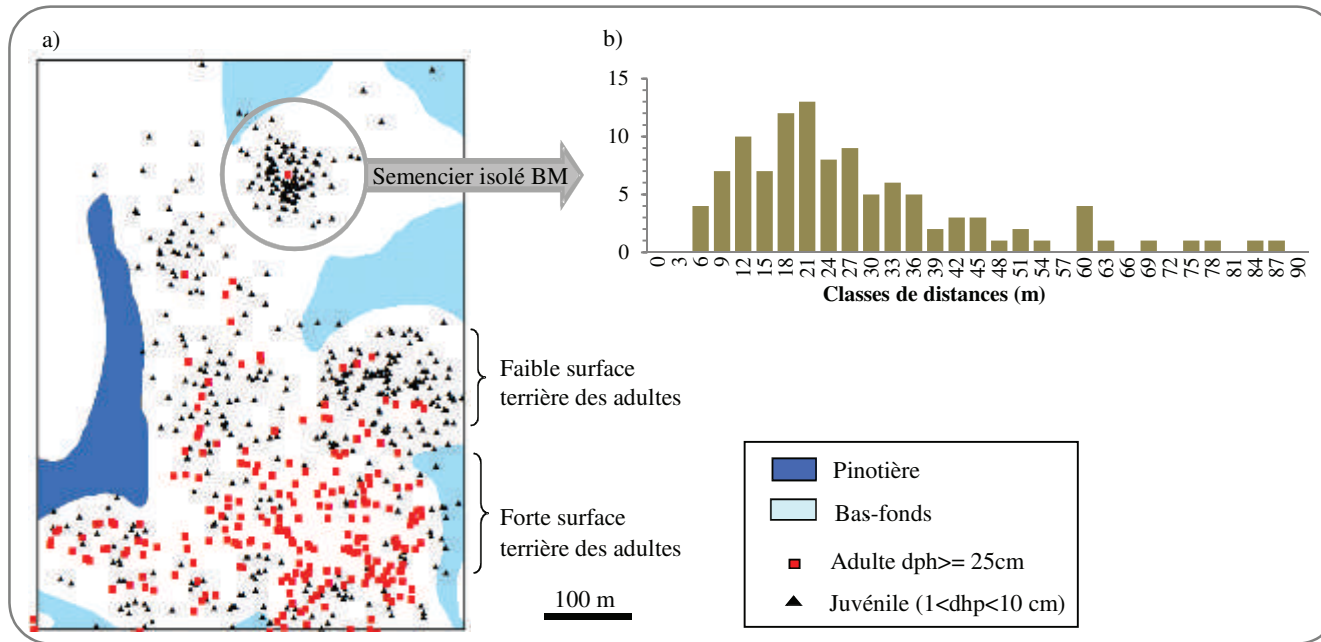 a)
b)
Semencier isolé BM
15
10
5
0
0 3 6 9 12 15 18 21 24 27 30 33 36 39 42 45 48 51 54 57 60 63 66 69 72 75 78 81 84 87 90
Classes de distances (m)
Faible surface
terrière des adultes
Forte surface
terrière des adultes
100 m
Pinotière
Bas-fonds
Adulte dph>= 25cm
Juvénile (1<dhp<10 cm)